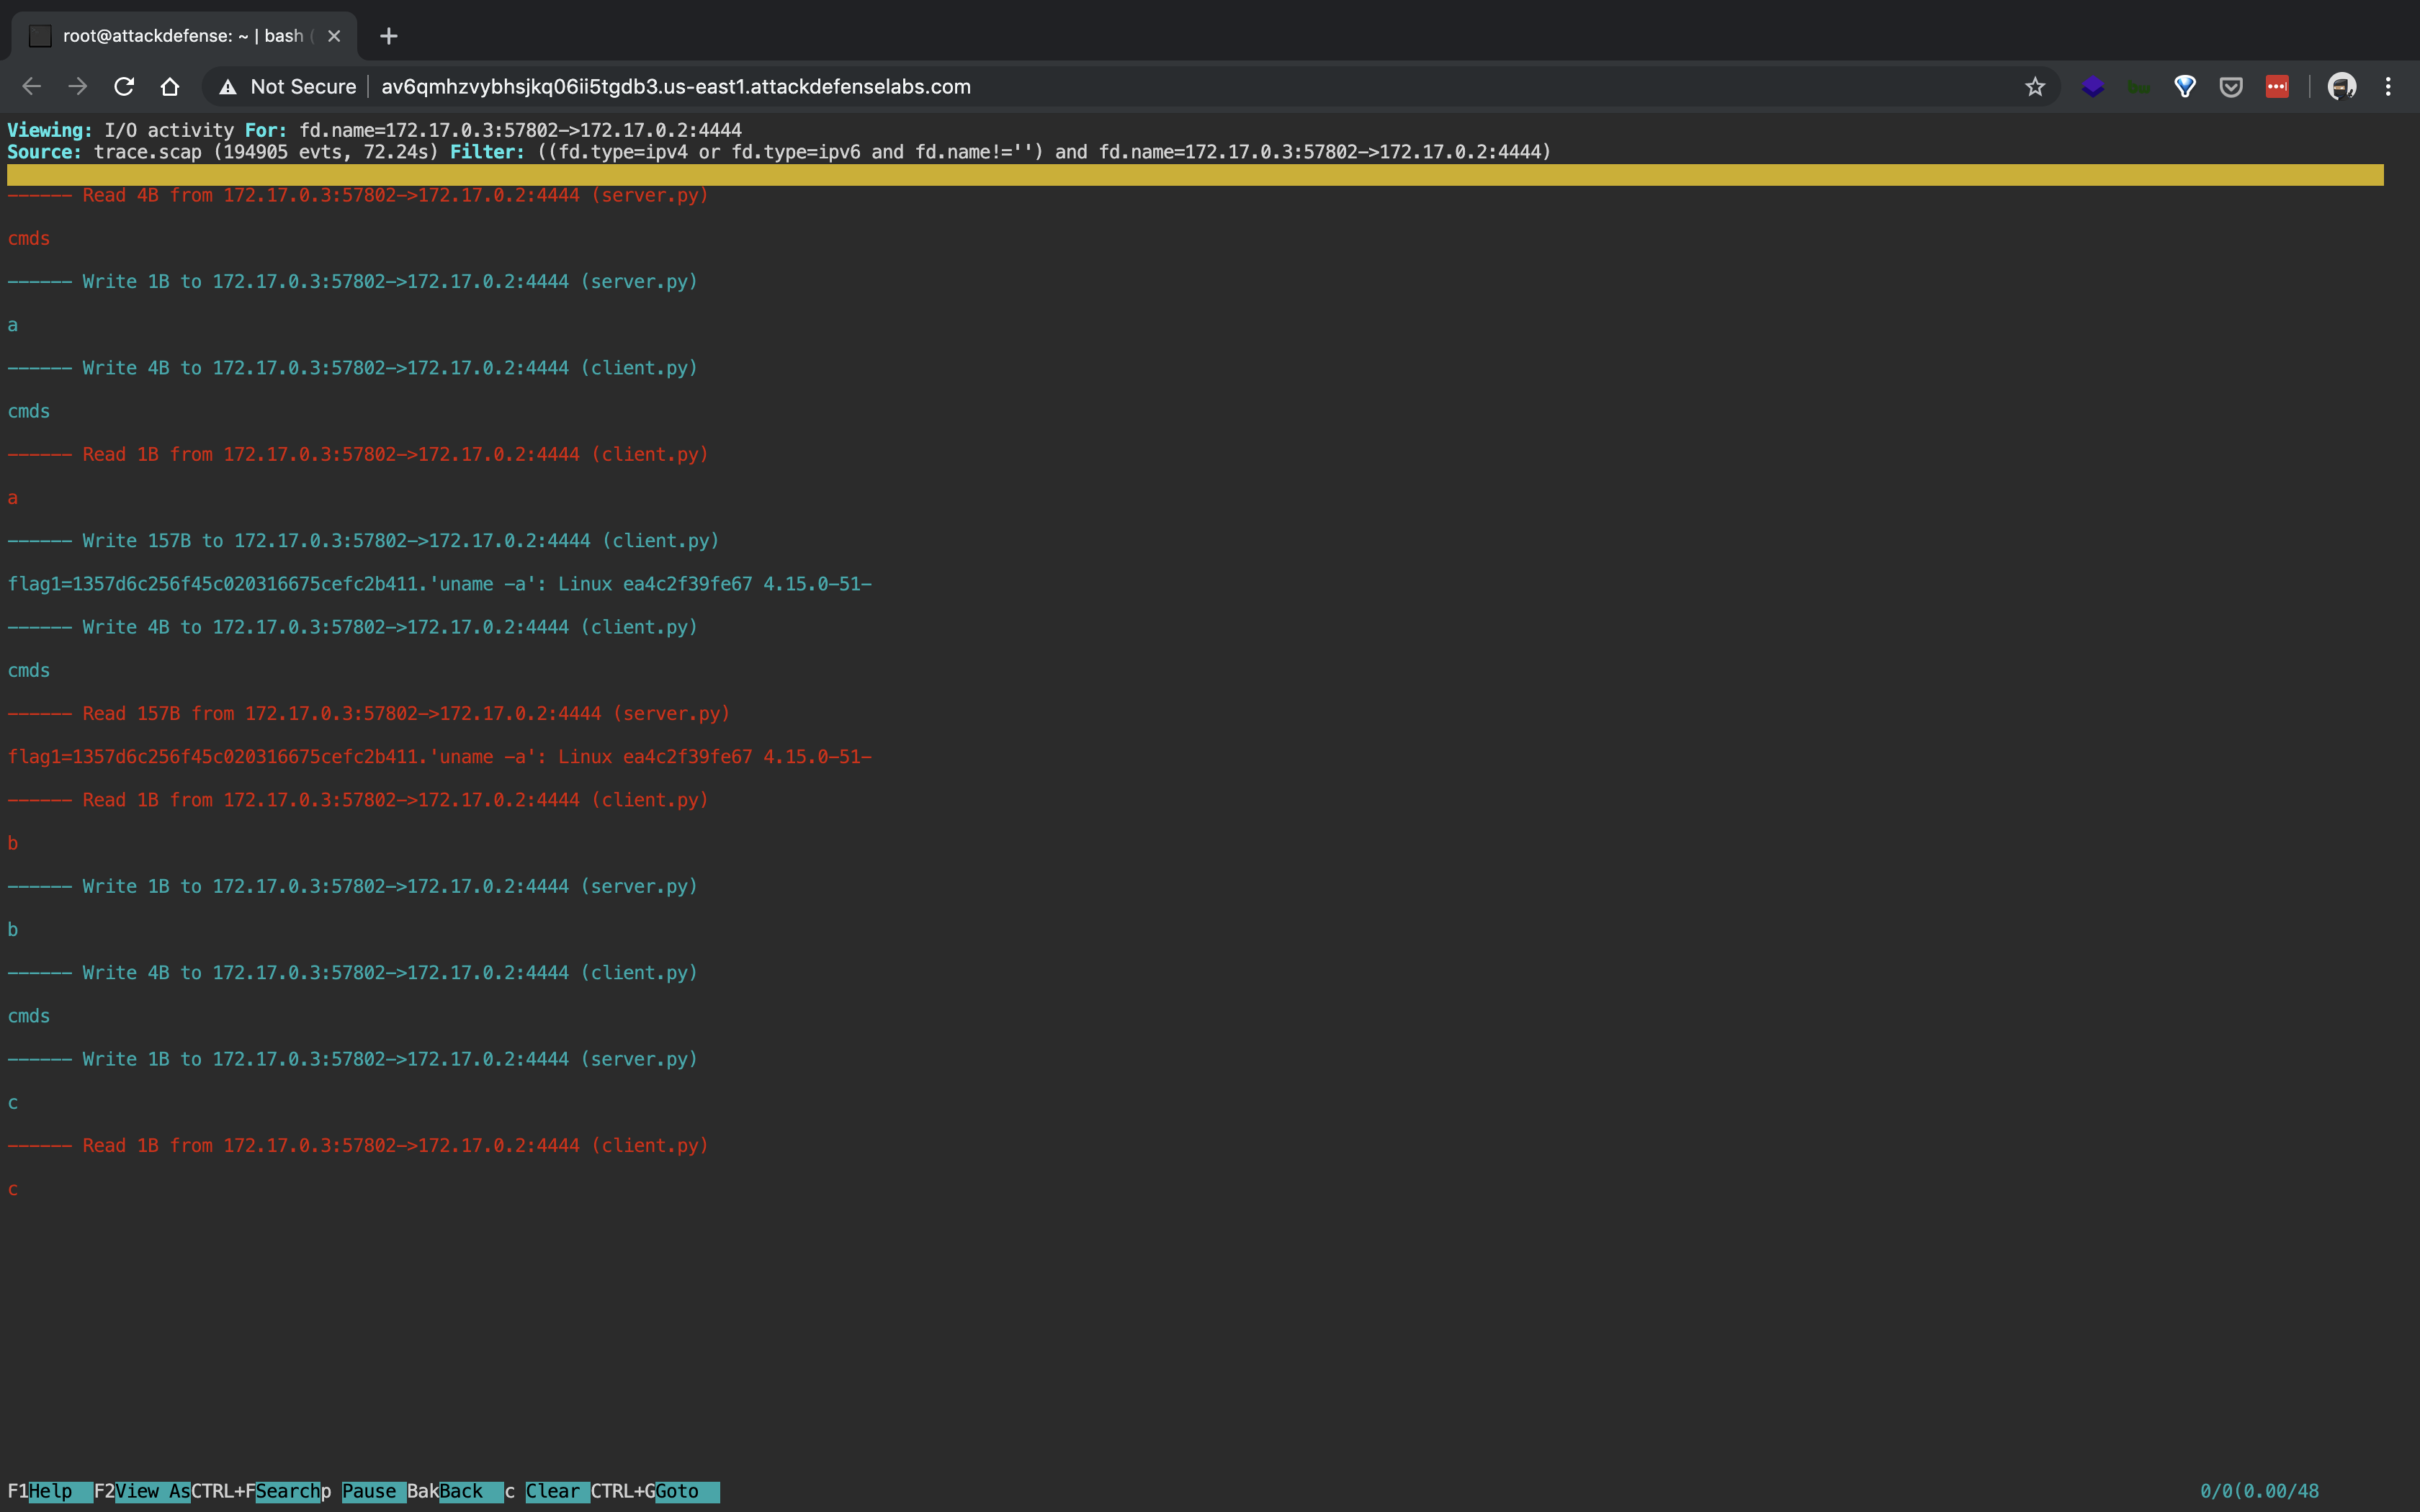 root@attackdefense: ~ | bash (
Not Secure | av6qmhzvybhsjkq06ii5tgdb3.us-east1.attackdefenselabs.com
Viewing: I/O activity For: fd.name=172.17.0.3:57802->172.17.0.2:4444
Source: trace.scap (194905 evts, 72.24s) Filter: ((fd.type=ipv4 or fd.type=ipv6 and fd.name!='') and fd.name=172.17.0.3:57802->172.17.0.2:4444)
------ Read 4B from 172.17.0.3:57802->172.17.0.2:4444 (server.py)
cmds
------ Write 1B to 172.17.0.3:57802->172.17.0.2:4444 (server.py)
a
------ Write 4B to 172.17.0.3:57802->172.17.0.2:4444 (client.py)
cmds
------ Read 1B from 172.17.0.3:57802->172.17.0.2:4444 (client.py)
a
------ Write 157B to 172.17.0.3:57802->172.17.0.2:4444 (client.py)
flag1=1357d6c256f45c020316675cefc2b411.'uname -a': Linux ea4c2f39fe67 4.15.0-51-
------ Write 4B to 172.17.0.3:57802->172.17.0.2:4444 (client.py)
cmds
------ Read 157B from 172.17.0.3:57802->172.17.0.2:4444 (server.py)
flag1=1357d6c256f45c020316675cefc2b411.'uname -a': Linux ea4c2f39fe67 4.15.0-51-
------ Read 1B from 172.17.0.3:57802->172.17.0.2:4444 (client.py)
b
------ Write 1B to 172.17.0.3:57802->172.17.0.2:4444 (server.py)
b
------ Write 4B to 172.17.0.3:57802->172.17.0.2:4444 (client.py)
cmds
------ Write 1B to 172.17.0.3:57802->172.17.0.2:4444 (server.py)
c
------ Read 1B from 172.17.0.3:57802->172.17.0.2:4444 (client.py)
c
F1Help F2View AsCTRL+FSearchp Pause BakBack c Clear CTRL+GGoto 0/0(0.00/48